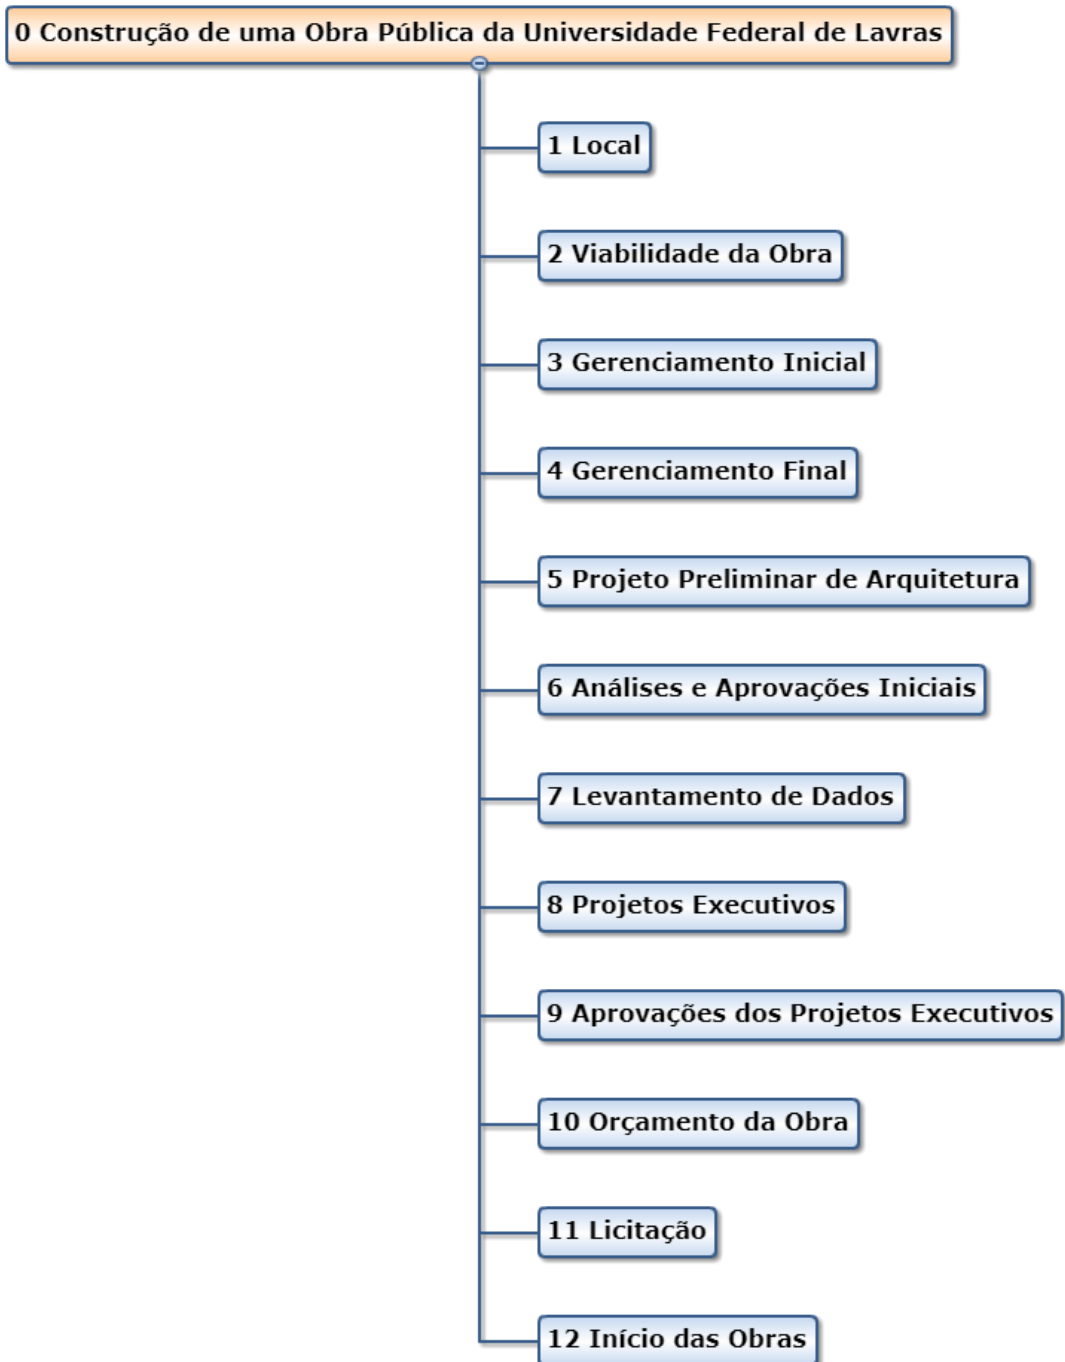 0 Construção de uma Obra Pública da Universidade Federal de Lavras
1 Local
2 Viabilidade da Obra
3 Gerenciamento Inicial
4 Gerenciamento Final
5 Projeto Preliminar de Arquitetura
6 Análises e Aprovações Iniciais
7 Levantamento de Dados
8 Projetos Executivos
9 Aprovações dos Projetos Executivos
10 Orçamento da Obra
11 Licitação
12 Início das Obras